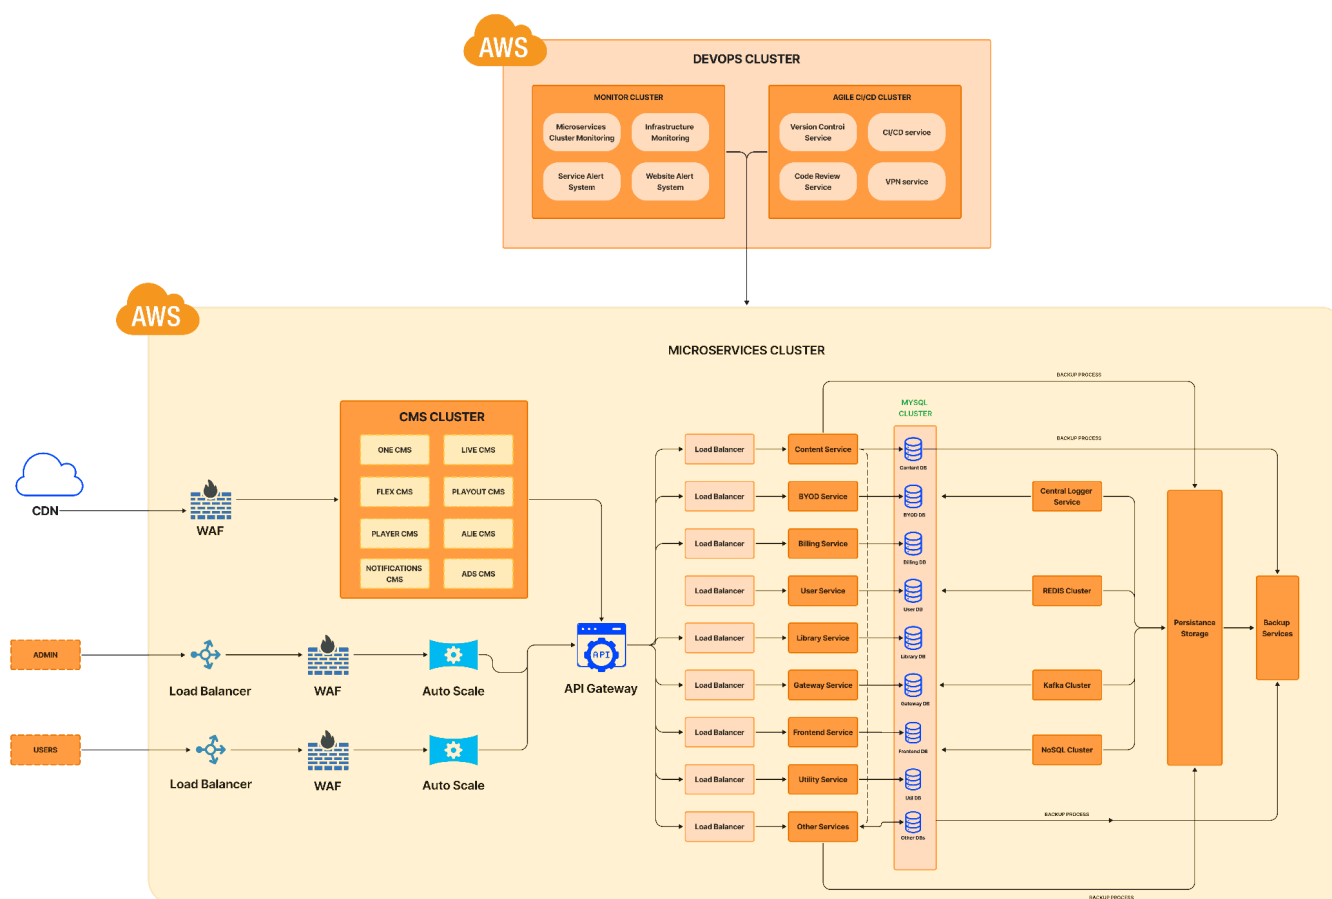 AWS
DEVOPS CLUSTER
MONITOR CLUSTER
Microservices
Cluster Monitoring
Infrastructure
Monitoring
Service Alert
System
Website Alert
System
AGILE CI/CD CLUSTER
Version Control
Service
CI/CD service
Code Review
Service
VPN service
AWS
MICROSERVICES CLUSTER
CDN
WAF
CMS CLUSTER
ONE CMS
LIVE CMS
FLEX CMS
PLAYOUT CMS
PLAYER CMS
ALIE CMS
NOTIFICATIONS
CMS
ADS CMS
ADMIN
Load Balancer
WAF
Auto Scale
USERS
Load Balancer
WAF
Auto Scale
API
API Gateway
Load Balancer
Content Service
Load Balancer
BYOD Service
Load Balancer
Billing Service
Load Balancer
User Service
Load Balancer
Library Service
Load Balancer
Gateway Service
Load Balancer
Frontend Service
Load Balancer
Utility Service
Load Balancer
Other Services
MYSQL
CLUSTER
Content DB
BYOD DB
Billing DB
User DB
Library DB
Gateway DB
Frontend DB
Util DB
Other DBs
BACKUP PROCESS
BACKUP PROCESS
Central Logger
Service
REDIS Cluster
Kafka Cluster
NoSQL Cluster
Persistance
Storage
Backup
Services
BACKUP PROCESS
BACKUP PROCESS